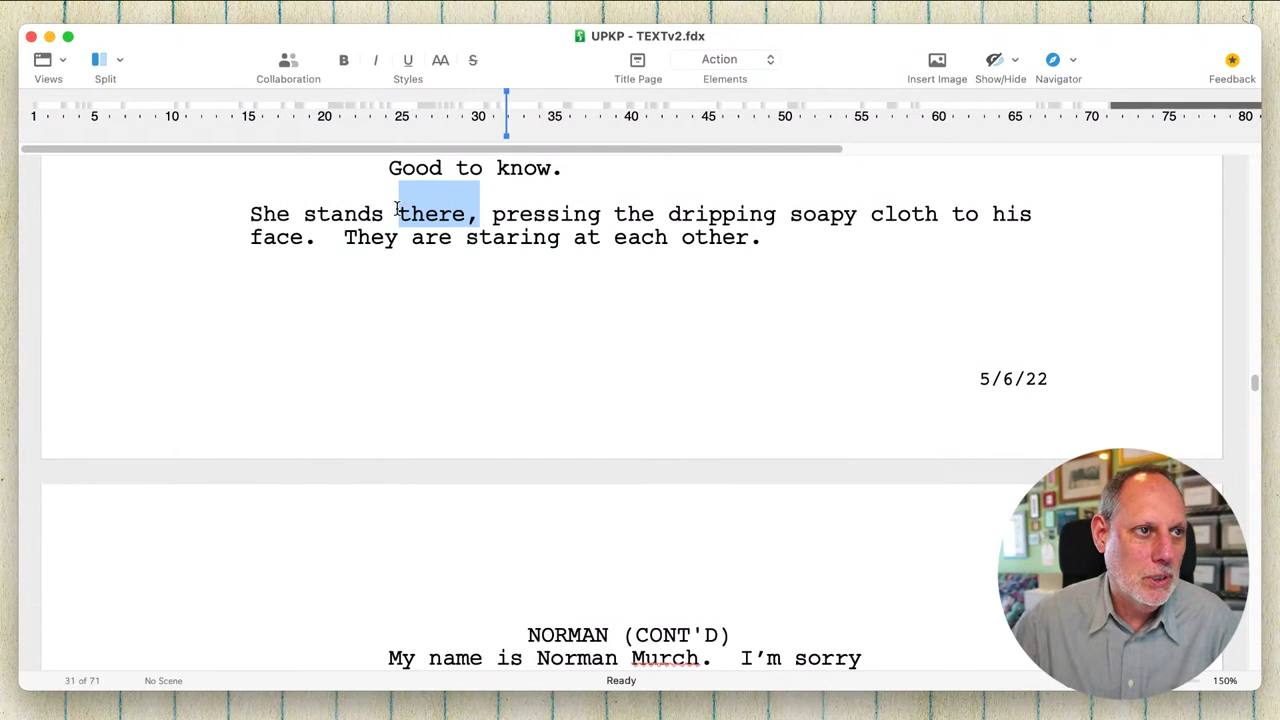 UPKP - TEXTv2.fdx
Action
Views
Split
Collaboration
B I U AA S
Styles
Title Page
Elements
Insert Image
Show/Hide
Navigator
Feedback
1 5 10 15 20 25 30 35 40 45 50 55 60 65 70 75 80
Good to know.
She stands there, pressing the dripping soapy cloth to his
face.  They are staring at each other.
5/6/22
NORMAN (CONT'D)
My name is Norman Murch.  I’m sorry
31 of 71
No Scene
Ready
150%